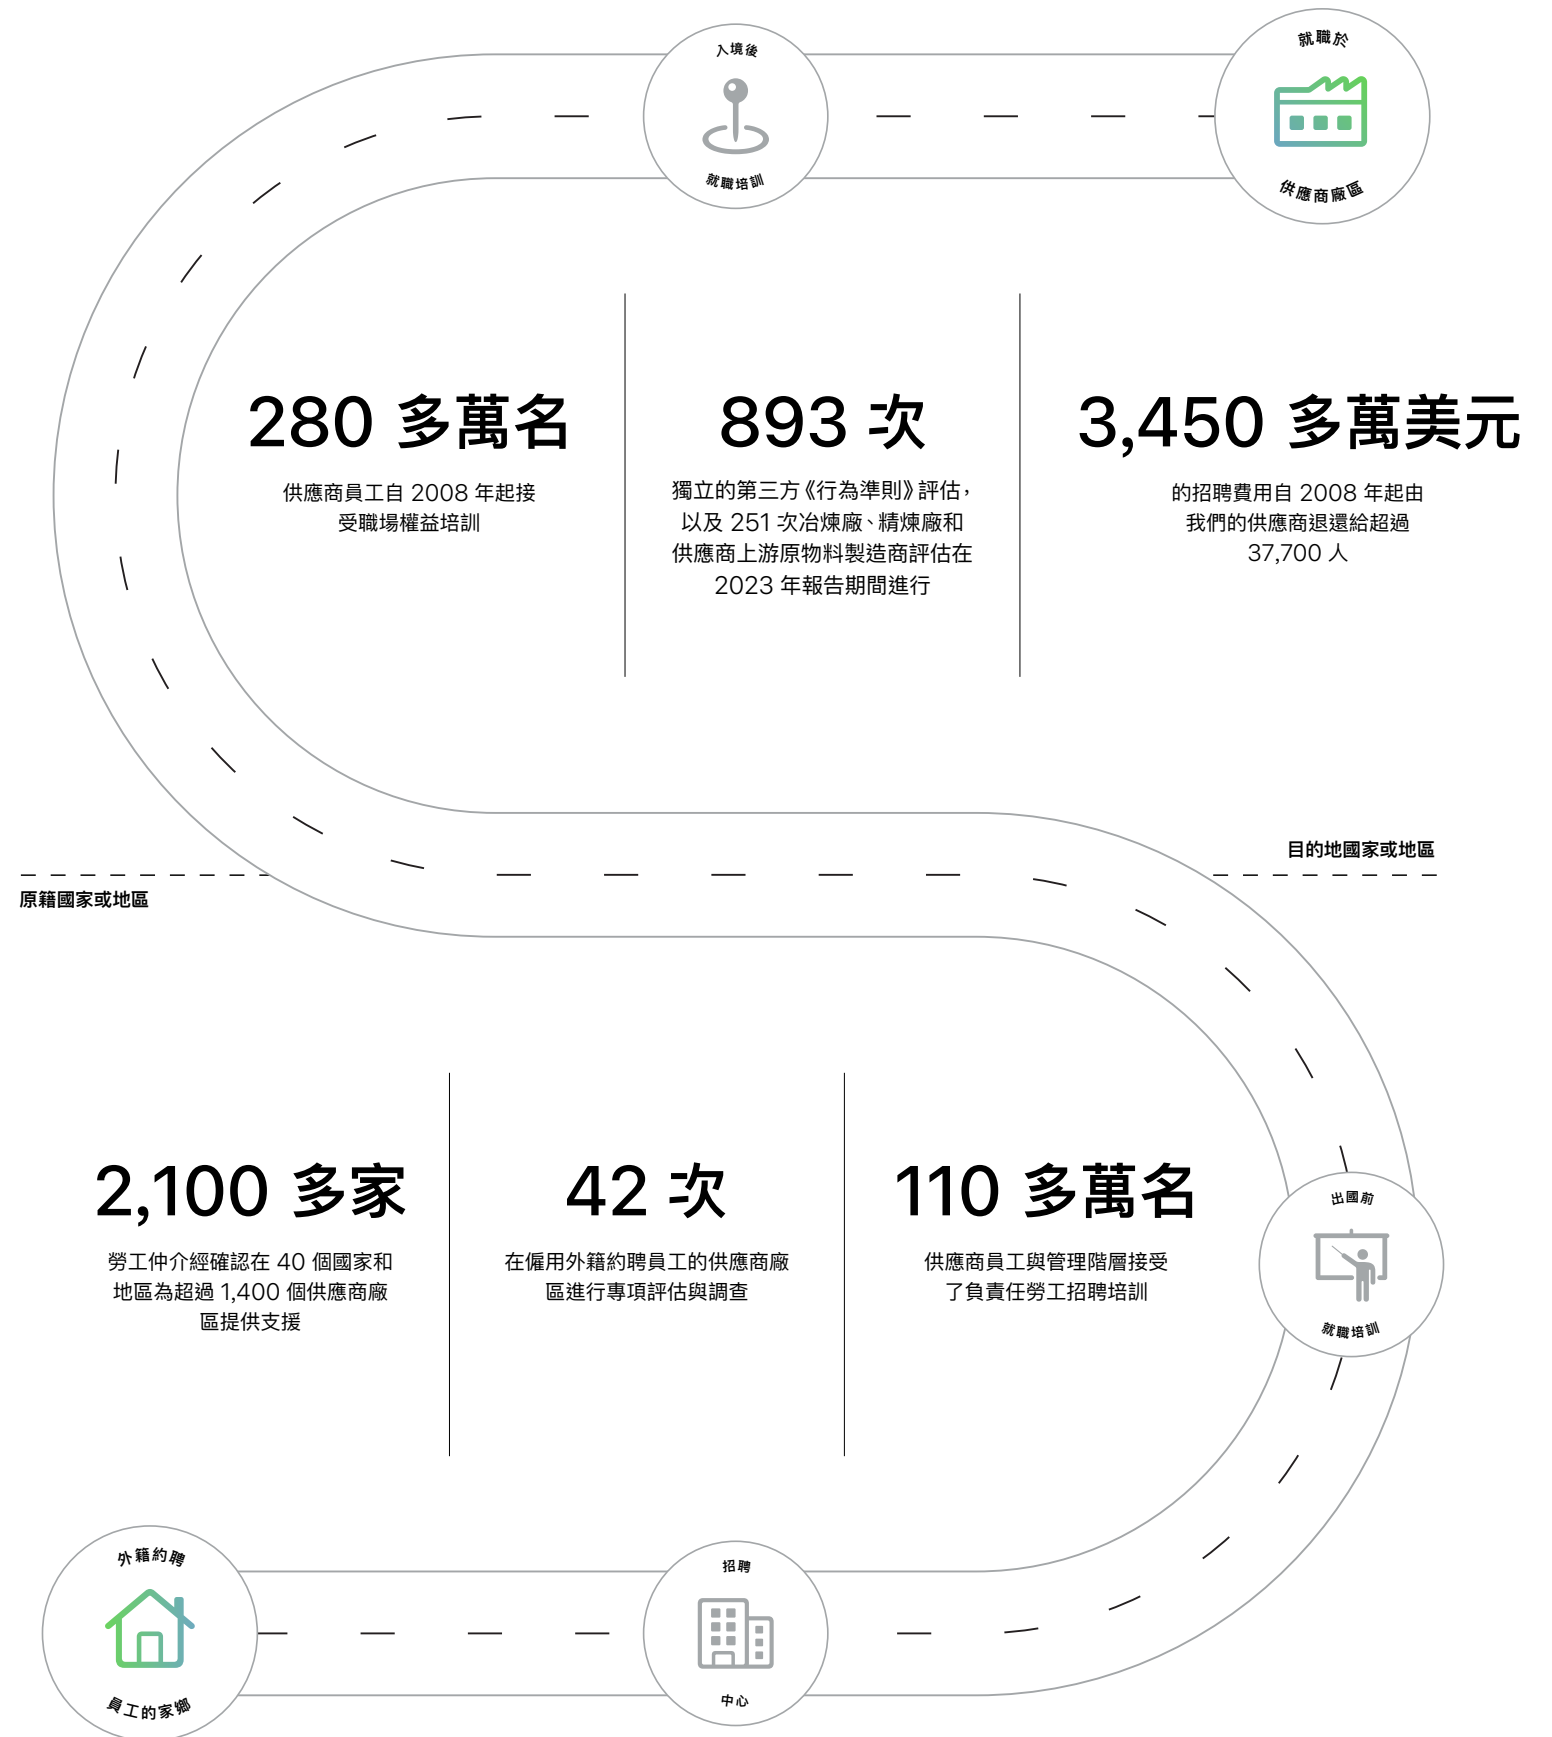 入境後
就職培訓
就職於
供應商廠區
280 多萬名
供應商員工自 2008 年起接
受職場權益培訓
893 次
獨立的第三方《行為準則》評估，
以及 251 次冶煉廠、精煉廠和
供應商上游原物料製造商評估在
2023 年報告期間進行
3,450 多萬美元
的招聘費用自 2008 年起由
我們的供應商退還給超過
37,700 人
目的地國家或地區
原籍國家或地區
2,100 多家
勞工仲介經確認在 40 個國家和
地區為超過 1,400 個供應商廠
區提供支援
42 次
在僱用外籍約聘員工的供應商廠
區進行專項評估與調查
110 多萬名
供應商員工與管理階層接受
了負責任勞工招聘培訓
出國前
就職培訓
外籍約聘
員工的家鄉
招聘
中心